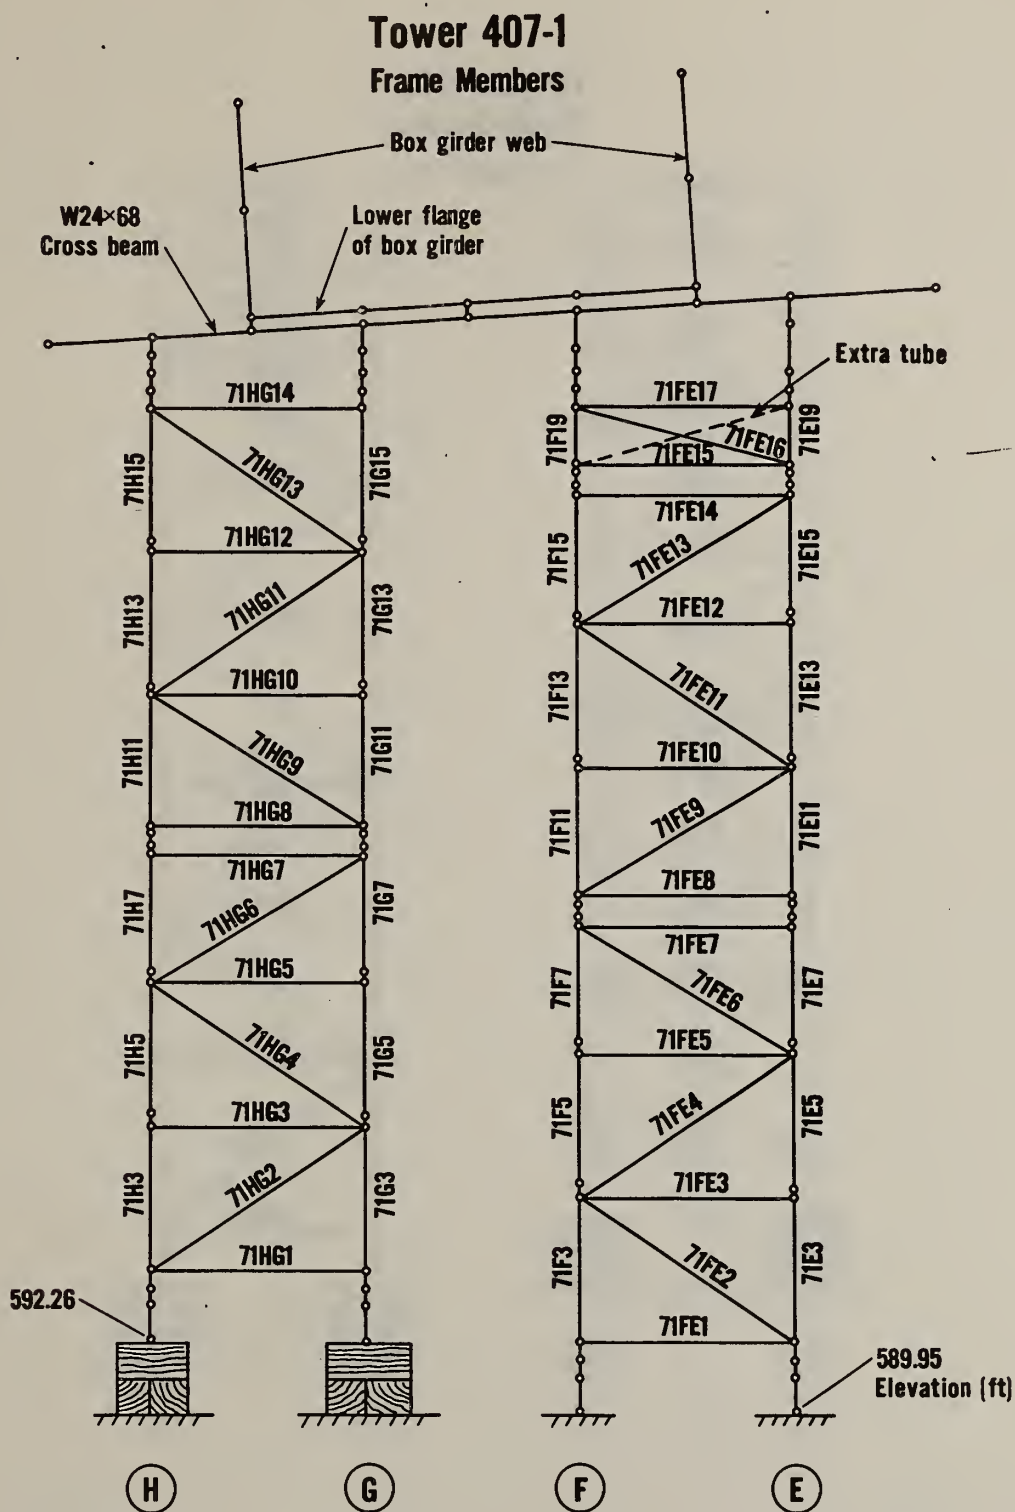 Tower 407-1
Frame Members
Box girder web
W24×68
Cross beam
Lower flange
of box girder
Extra tube
71HG14
71H15
71HG13
71G15
71HG12
71H13
71HG11
71G13
71HG10
71H11
71HG9
71G11
71HG8
71HG7
71H7
71HG6
71G7
71HG5
71H5
71HG4
71G5
71HG3
71H3
71HG2
71G3
71HG1
592.26
71FE17
71F19
71FE16
71E19
71FE15
71FE14
71F15
71FE13
71E15
71FE12
71F13
71FE11
71E13
71FE10
71F11
71FE9
71E11
71FE8
71FE7
71F7
71FE6
71E7
71FE5
71F5
71FE4
71E5
71FE3
71F3
71FE2
71E3
71FE1
589.95
Elevation (ft)
H
G
F
E